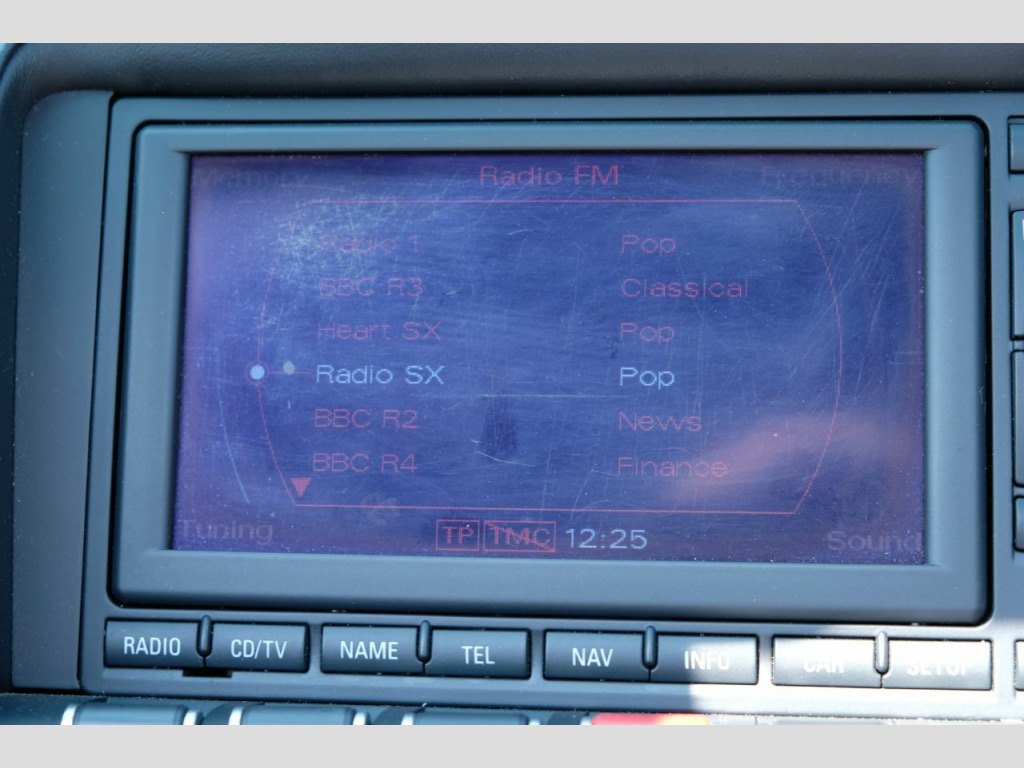 Memory Radio FM Frequency
Radio 1 Pop
BBC R3 Classical
Heart SX Pop
Radio SX Pop
BBC R2 News
BBC R4 Finance
Tuning TP TMC 12:25 Sound
RADIO CD/TV NAME TEL NAV INFO CAR SETUP